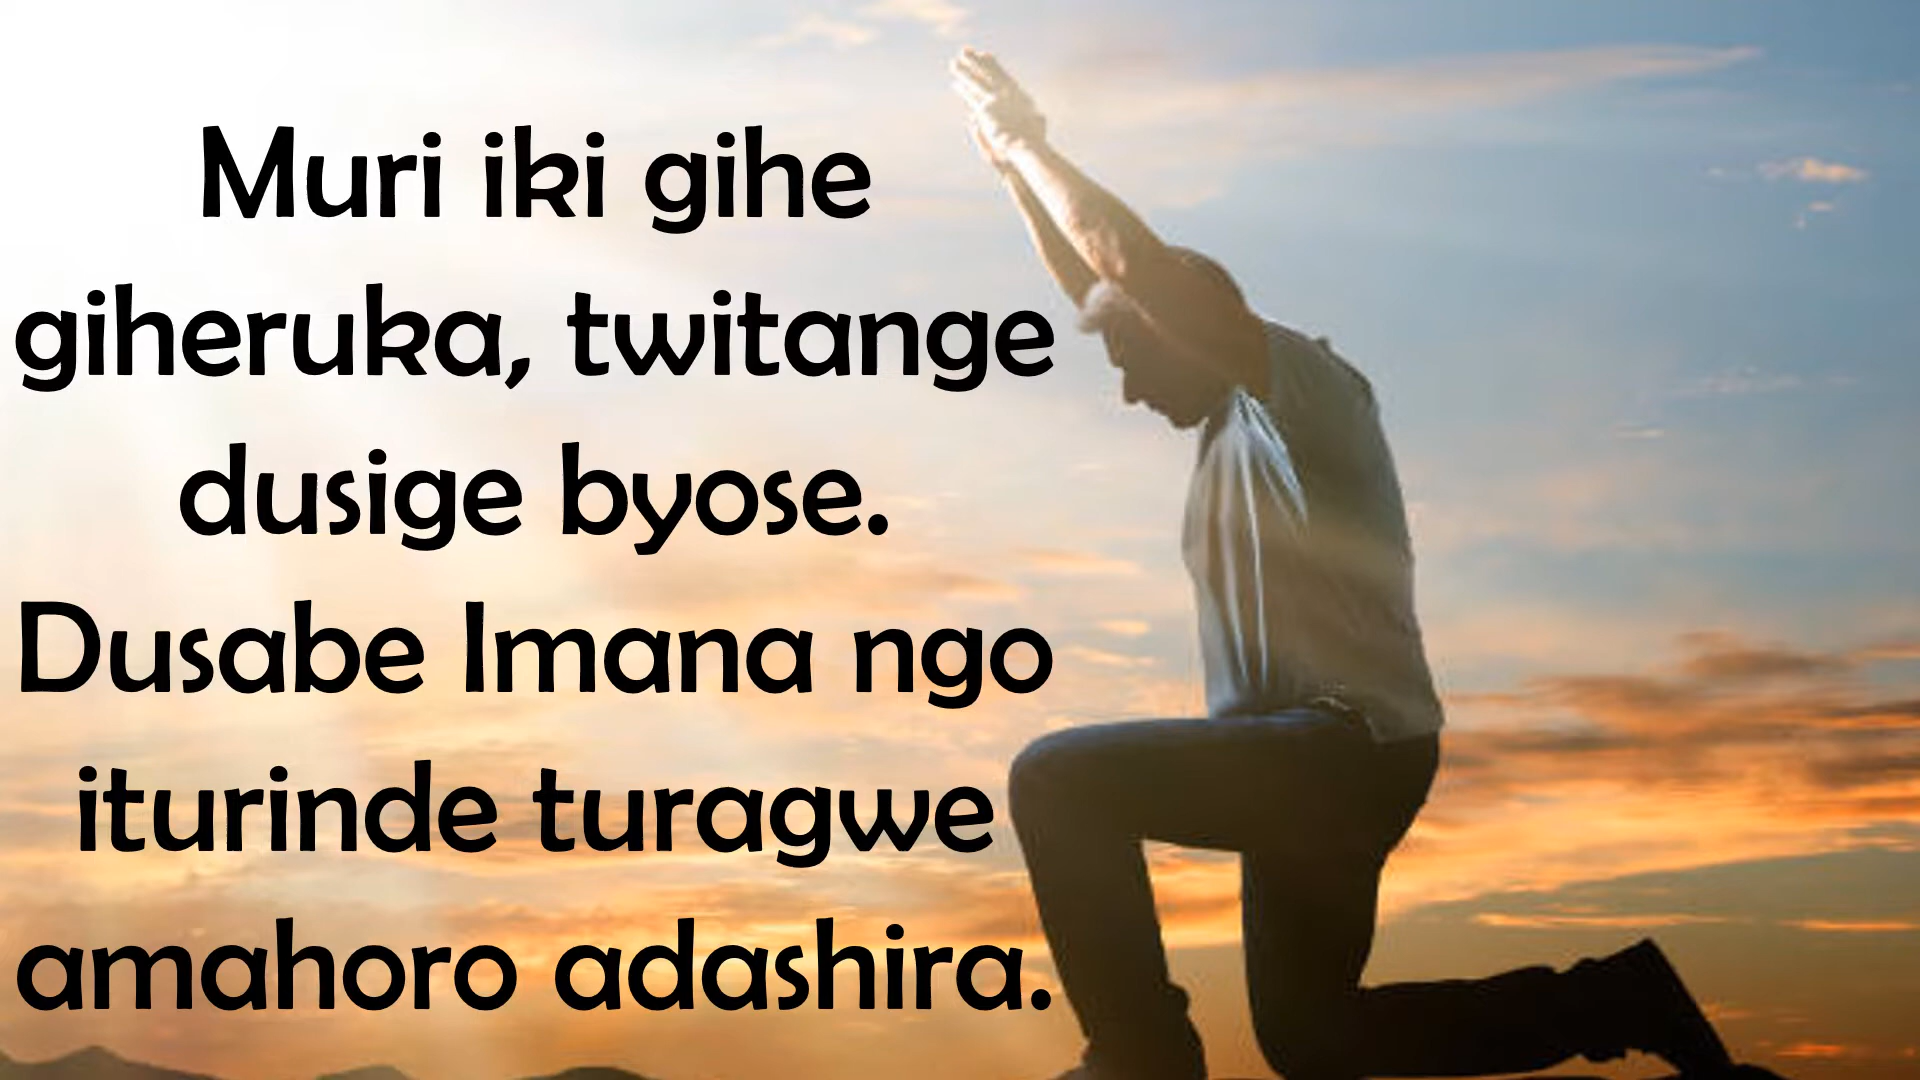 Muri iki gihe
giheruka, twitange
dusige byose.
Dusabe Imana ngo
iturinde turagwe
amahoro adashira.